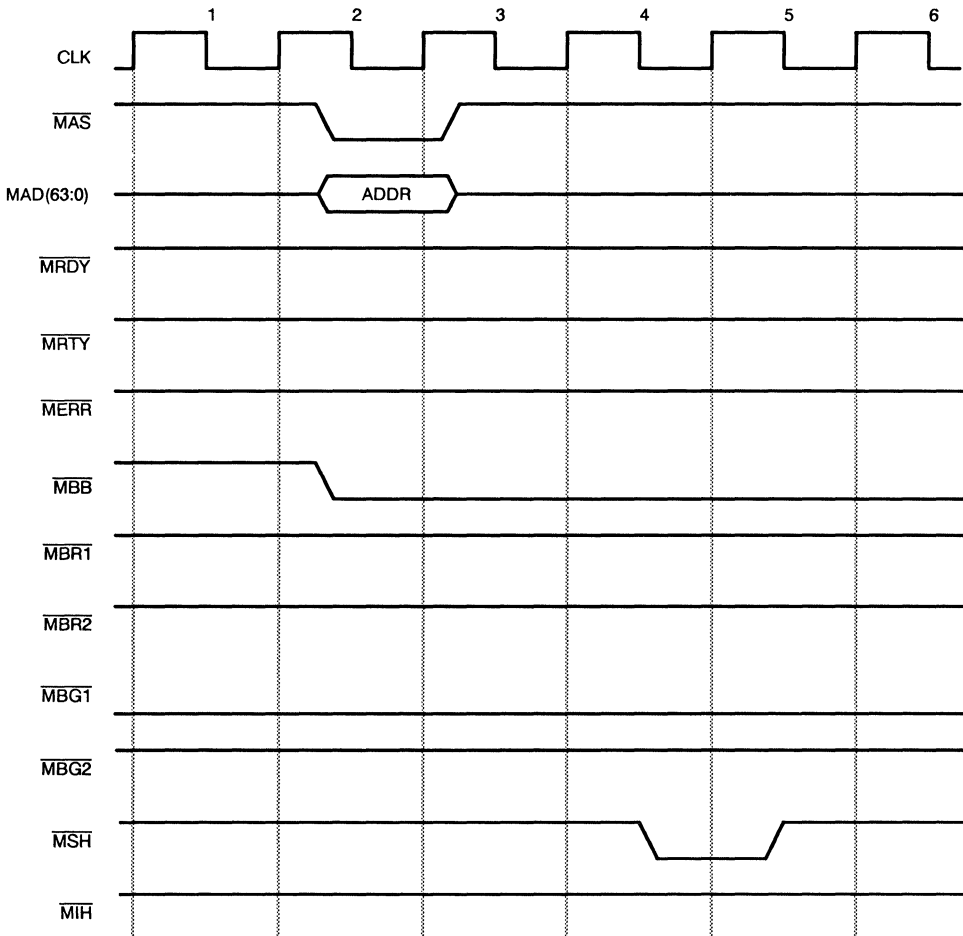 1 2 3 4 5 6
CLK
MAS
MAD(63:0)
ADDR
MRDY
MRTY
MERR
MBB
MBR1
MBR2
MBG1
MBG2
MSH
MIH